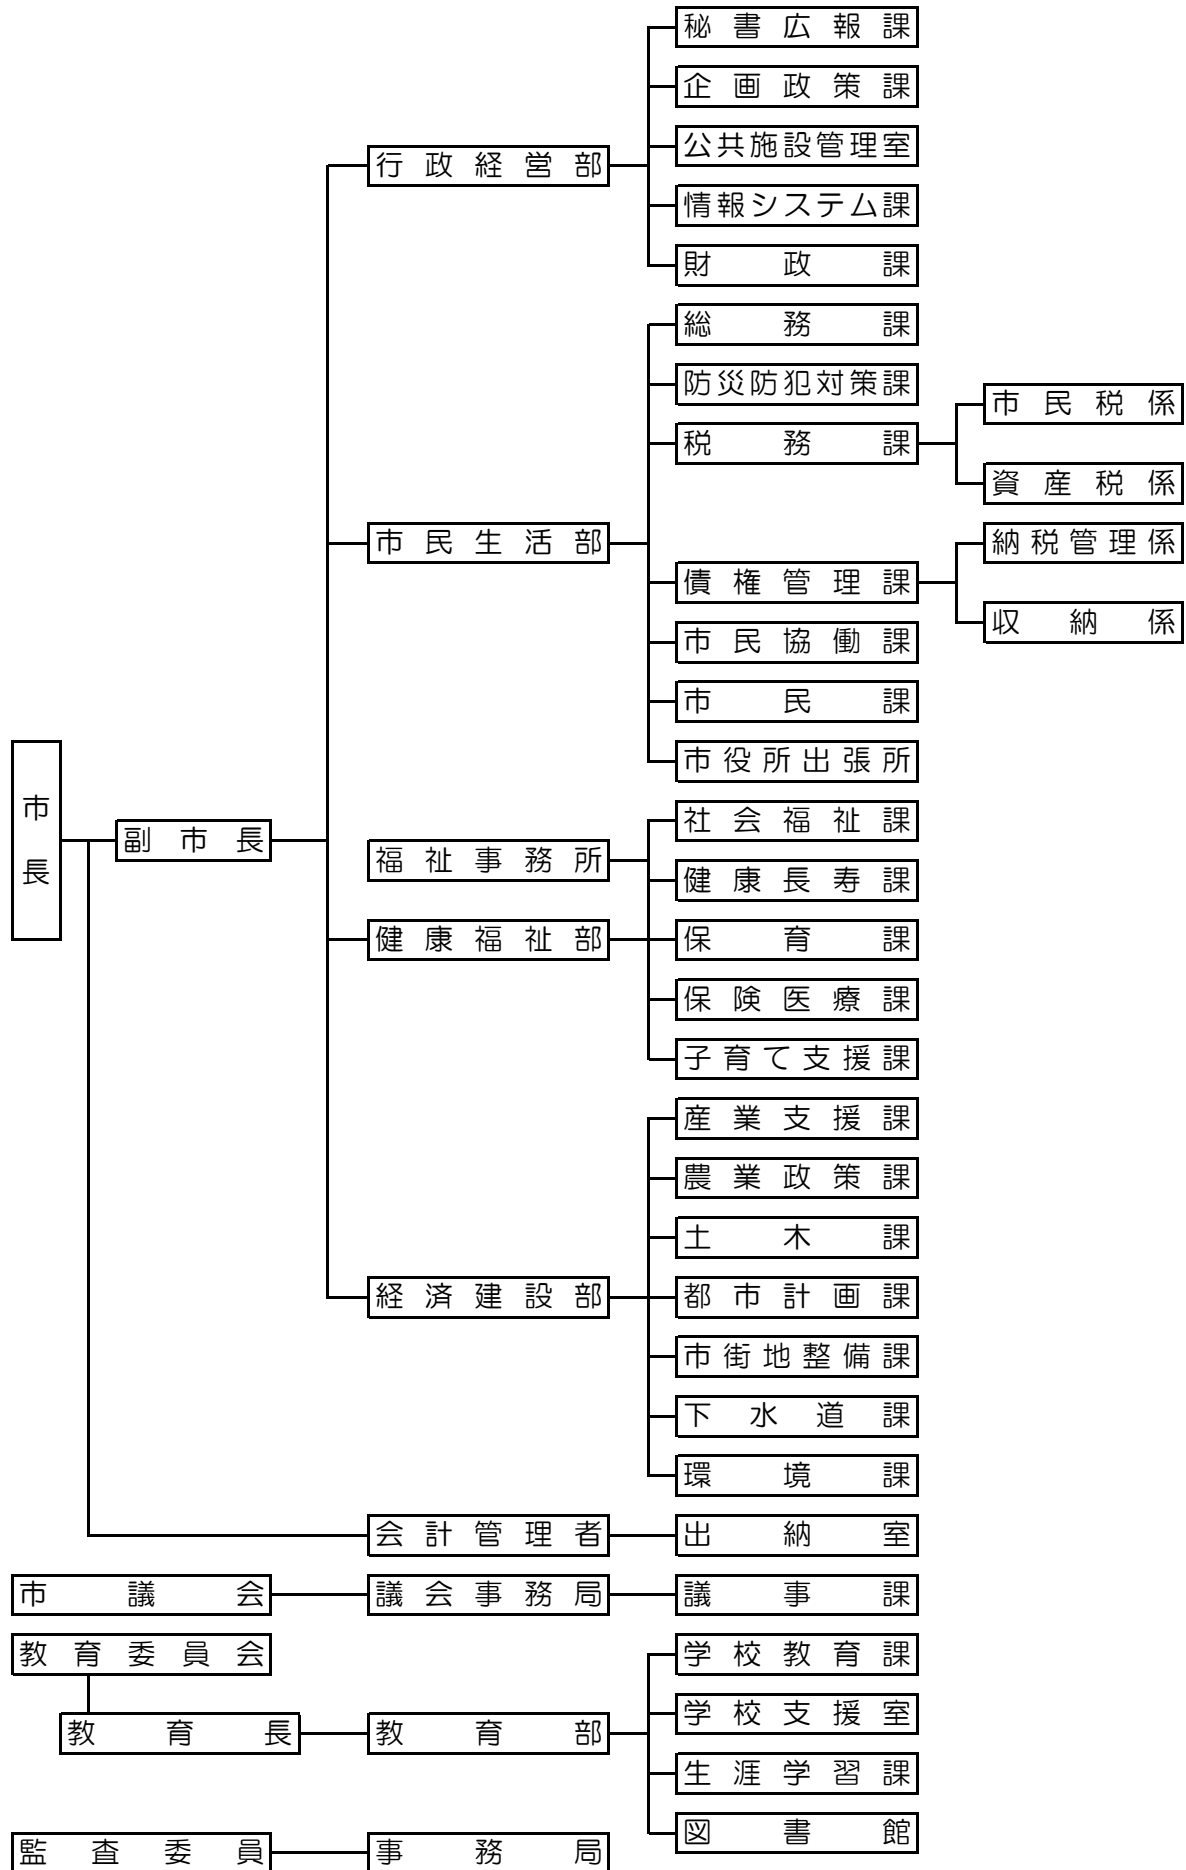 秘書広報課
企画政策課
公共施設管理室
行政経営部
情報システム課
財政課
総務課
防災防犯対策課
市民税係
税務課
資産税係
市民生活部
納税管理係
債権管理課
収納係
市民協働課
市民課
市役所出張所
市長
副市長
社会福祉課
福祉事務所
健康長寿課
健康福祉部
保育課
保険医療課
子育て支援課
産業支援課
農業政策課
土木課
経済建設部
都市計画課
市街地整備課
下水道課
環境課
会計管理者
出納室
市議会
議会事務局
議事課
教育委員会
学校教育課
学校支援室
教育長
教育部
生涯学習課
図書館
監査委員
事務局